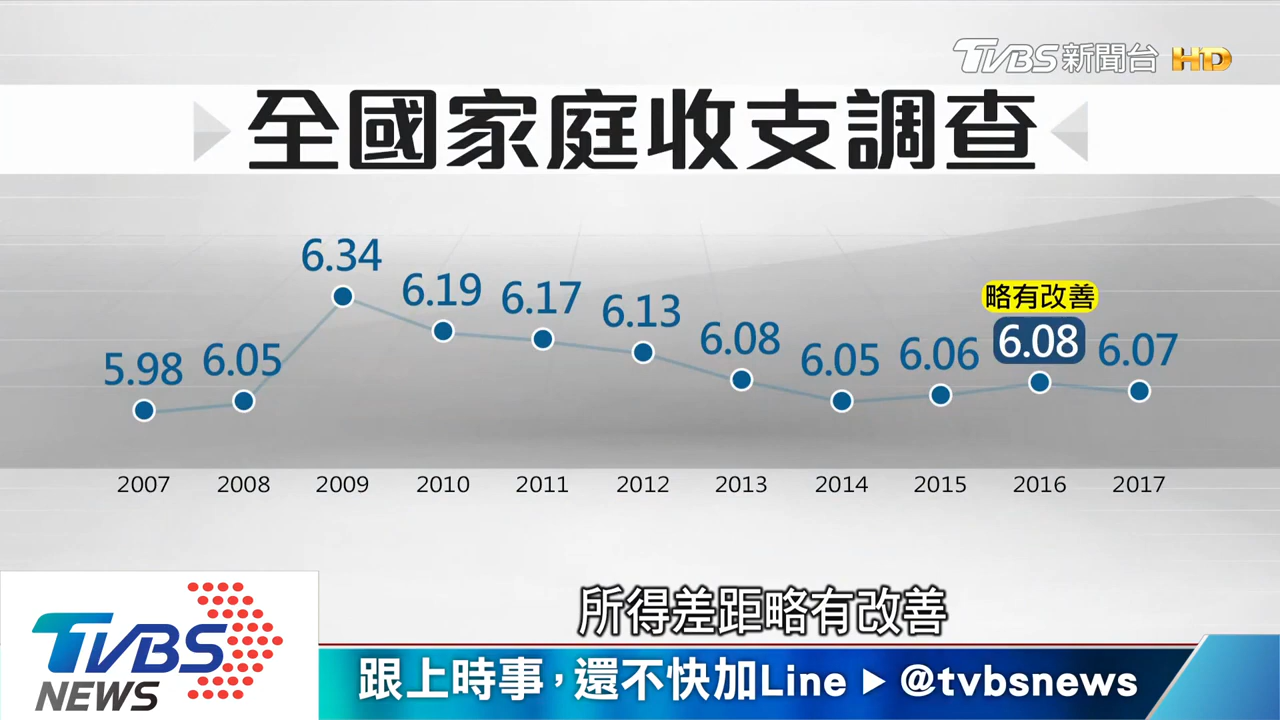 TVBS新聞台 HD
全國家庭收支調查
5.98 6.05 6.34 6.19 6.17 6.13 6.08 6.05 6.06 6.08 6.07
略有改善
2007 2008 2009 2010 2011 2012 2013 2014 2015 2016 2017
所得差距略有改善
TVBS
NEWS
跟上時事,還不快加Line ▶ @tvbsnews